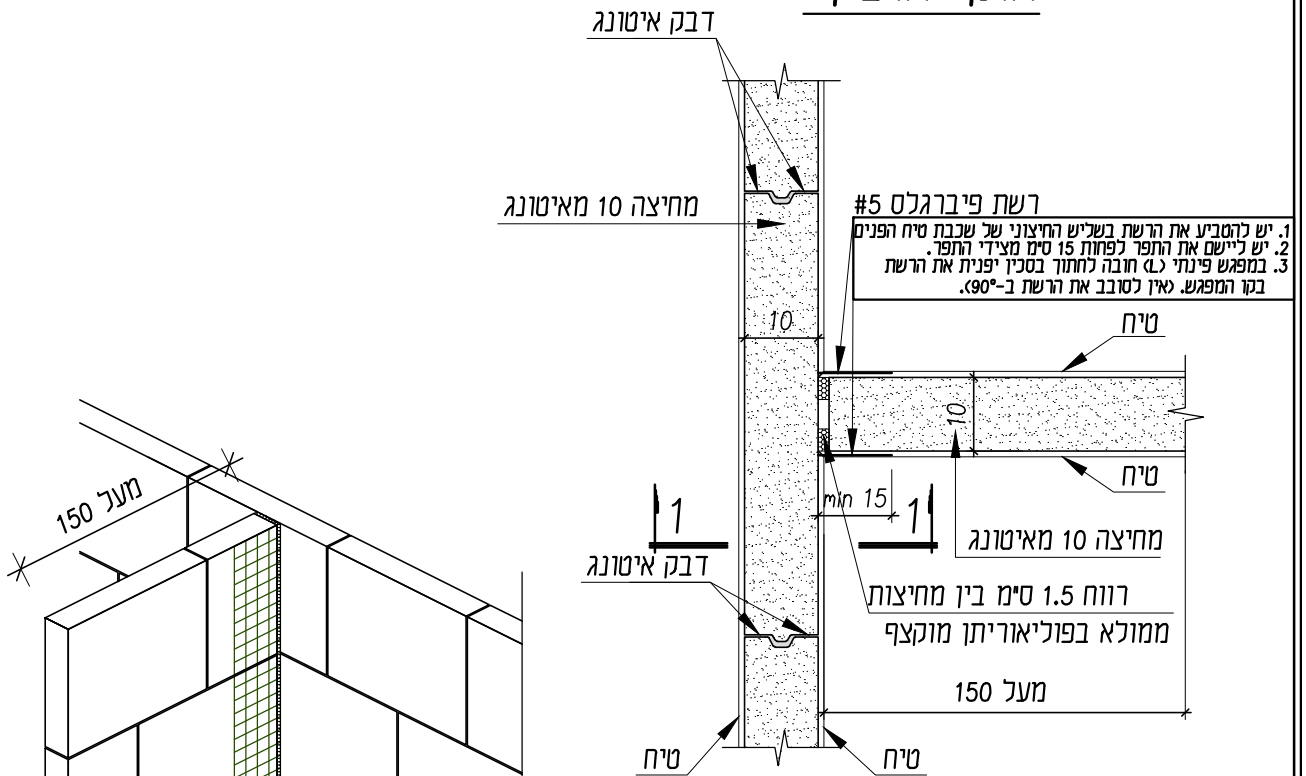 דבק איטונג
מחיצה 10 מאיטונג
רשת פיברגלס 5#
1. יש להטביע את הרשת בשליש החיצוני של שכבת טיח הפנים
2. יש ליישם את התפר לפחות 15 ס"מ מצידי התפר.
3. במפגש פינתי (L) חובה לחתוך בסכין יפנית את הרשת
בקו המפגש. (אין לסובב את הרשת ב-90°).
10
טיח
10
טיח
min 15
1
1
מחיצה 10 מאיטונג
דבק איטונג
רווח 1.5 ס"מ בין מחיצות
ממולא בפוליאוריתן מוקצף
מעל 150
מעל 150
טיח
טיח